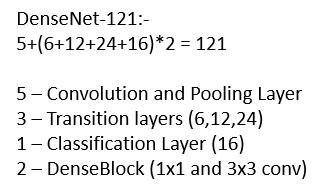 DenseNet-121:-
5+(6+12+24+16)*2 = 121
5 – Convolution and Pooling Layer
3 – Transition layers (6,12,24)
1 – Classification Layer (16)
2 – DenseBlock (1x1 and 3x3 conv)